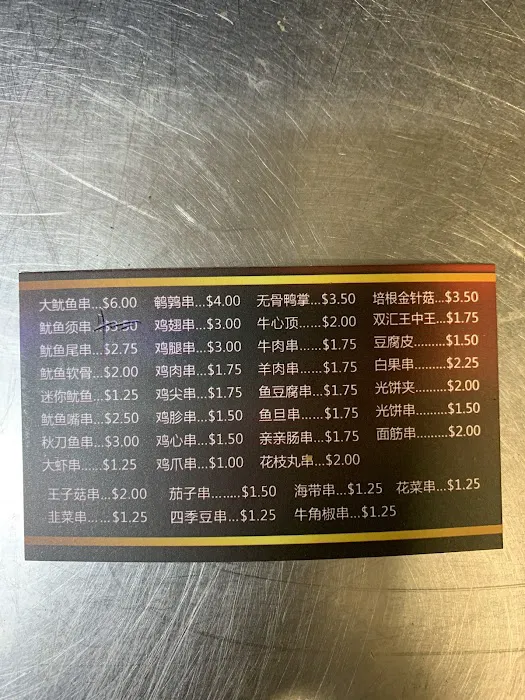 大鱿鱼串...$6.00 鹌鹑串...$4.00 无骨鸭掌...$3.50 培根金针菇...$3.50
鱿鱼须串...$3.50 鸡翅串...$3.00 牛心顶......$2.00 双汇王中王...$1.75
鱿鱼尾串...$2.75 鸡腿串...$3.00 牛肉串......$1.75 豆腐皮........$1.50
鱿鱼软骨...$2.00 鸡肉串...$1.75 羊肉串......$1.75 白果串........$2.25
迷你鱿鱼...$1.25 鸡尖串...$1.75 鱼豆腐串...$1.75 光饼夹........$2.00
鱿鱼嘴串...$2.50 鸡胗串...$1.50 鱼旦串......$1.75 光饼串........$1.50
秋刀鱼串...$3.00 鸡心串...$1.50 亲亲肠串...$1.75 面筋串........$2.00
大虾串.....$1.25 鸡爪串...$1.00 花枝丸串...$2.00
王子菇串...$2.00 茄子串........$1.50 海带串...$1.25 花菜串...$1.25
韭菜串......$1.25 四季豆串...$1.25 牛角椒串...$1.25